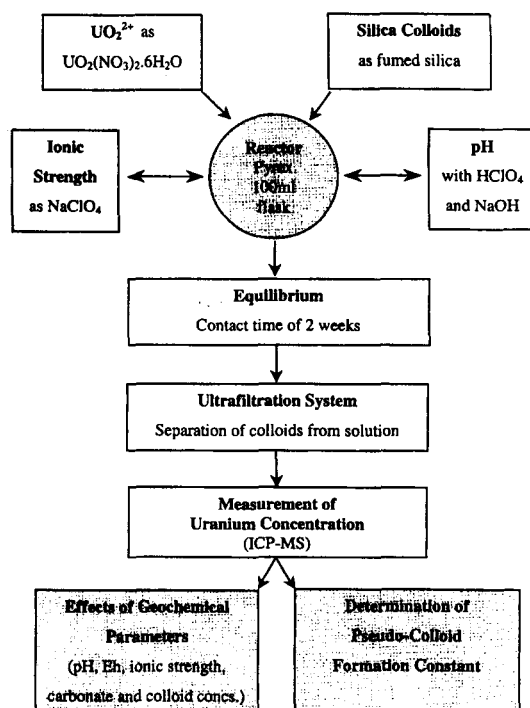 UO₂²⁺ as
UO₂(NO₃)₂.6H₂O
Silica Colloids
as fumed silica
Ionic
Strength
as NaClO₄
Reactor
Pyrex
100ml
flask
pH
with HClO₄
and NaOH
Equilibrium
Contact time of 2 weeks
Ultrafiltration System
Separation of colloids from solution
Measurement of
Uranium Concentration
(ICP-MS)
Effects of Geochemical
Parameters
(pH, Eh, ionic strength,
carbonate and colloid concs.)
Determination of
Pseudo-Colloid
Formation Constant